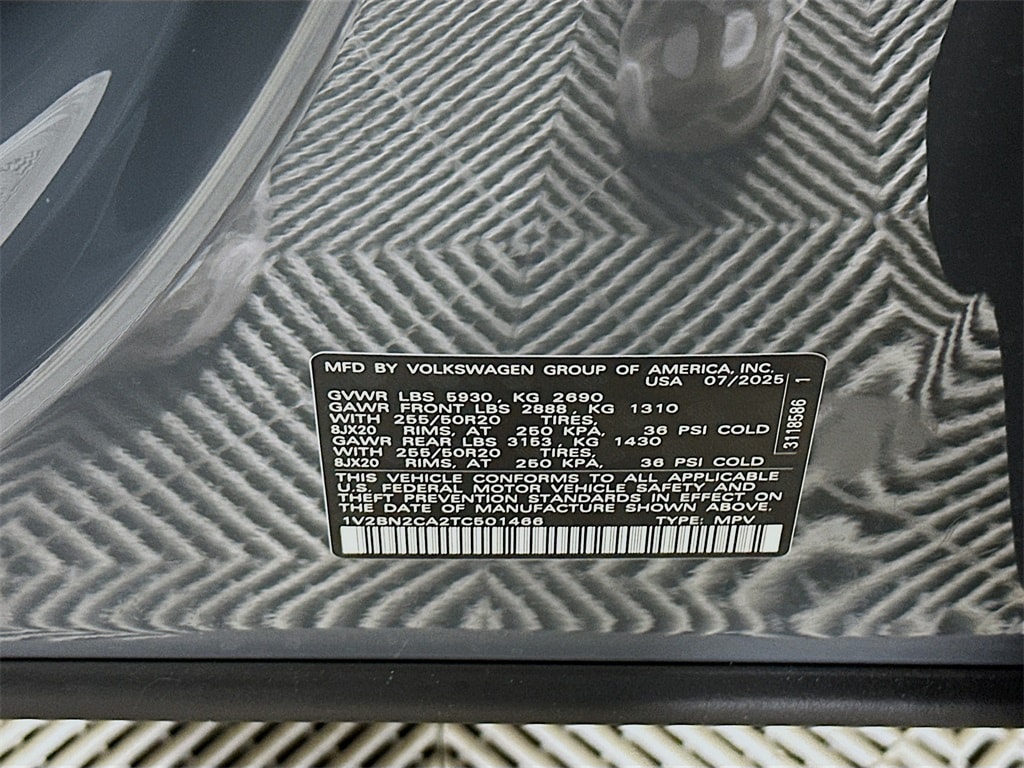 MFD BY VOLKSWAGEN GROUP OF AMERICA, INC.
USA 07/2025
GVWR LBS 5930, KG 2690
GAWR FRONT LBS 2888, KG 1310
WITH 255/50R20 TIRES,
8JX20 RIMS, AT 250 KPA, 36 PSI COLD
GAWR REAR LBS 3153, KG 1430
WITH 255/50R20 TIRES,
8JX20 RIMS, AT 250 KPA, 36 PSI COLD
THIS VEHICLE CONFORMS TO ALL APPLICABLE
U.S. FEDERAL MOTOR VEHICLE SAFETY AND
THEFT PREVENTION STANDARDS IN EFFECT ON
THE DATE OF MANUFACTURE SHOWN ABOVE.
1V2BN2CA2TC501466 TYPE: MPV
3118586 1